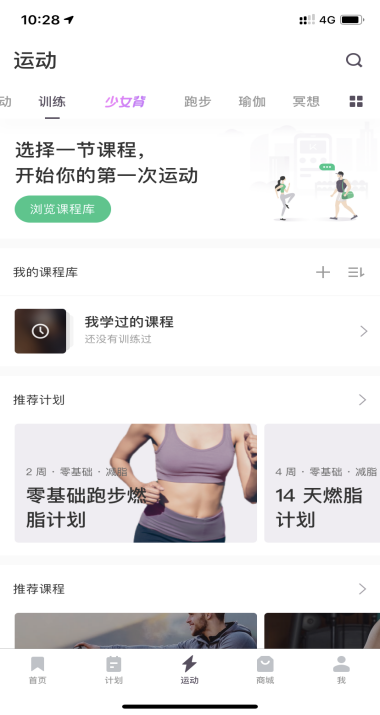 10:28
4G
运动
动 训练 少女背 跑步 瑜伽 冥想
选择一节课程，
开始你的第一次运动
浏览课程库
我的课程库
我学过的课程
还没有训练过
推荐计划
2 周 · 零基础 · 减脂
零基础跑步燃
脂计划
4 周 · 零基础 · 减脂
14 天燃脂
计划
推荐课程
首页 计划 运动 商城 我